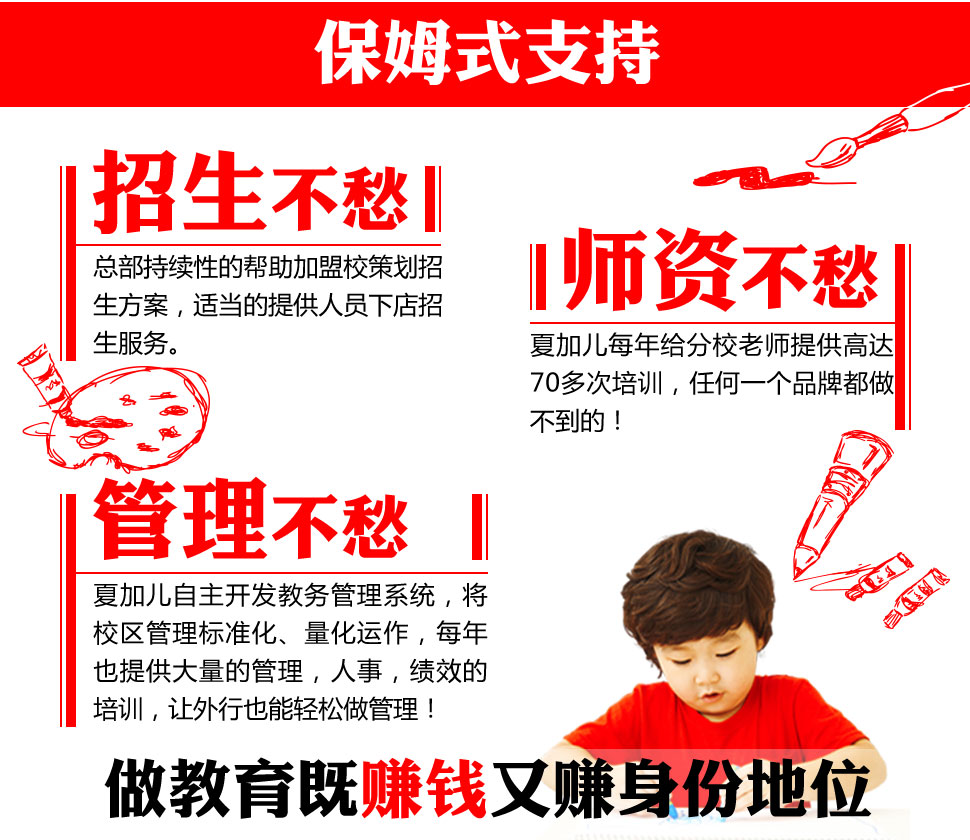 保姆式支持
招生不愁
总部持续性的帮助加盟校策划招
生方案，适当的提供人员下店招
生服务。
师资不愁
夏加儿每年给分校老师提供高达
70多次培训，任何一个品牌都做
不到的！
管理不愁
夏加儿自主开发教务管理系统，将
校区管理标准化、量化运作，每年
也提供大量的管理，人事，绩效的
培训，让外行也能轻松做管理！
做教育既赚钱又赚身份地位